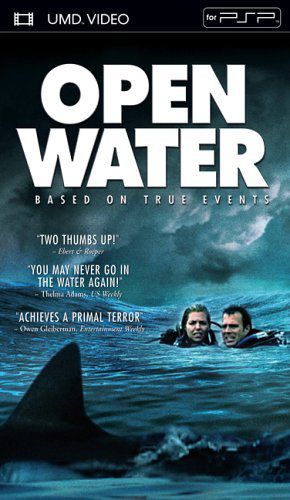 UMD VIDEO for PSP
OPEN
WATER
BASED ON TRUE EVENTS
"TWO THUMBS UP!"
- Ebert & Roeper
"YOU MAY NEVER GO IN
THE WATER AGAIN!"
- Thelma Adams, US Weekly
"ACHIEVES A PRIMAL TERROR"
- Owen Gleiberman, Entertainment Weekly